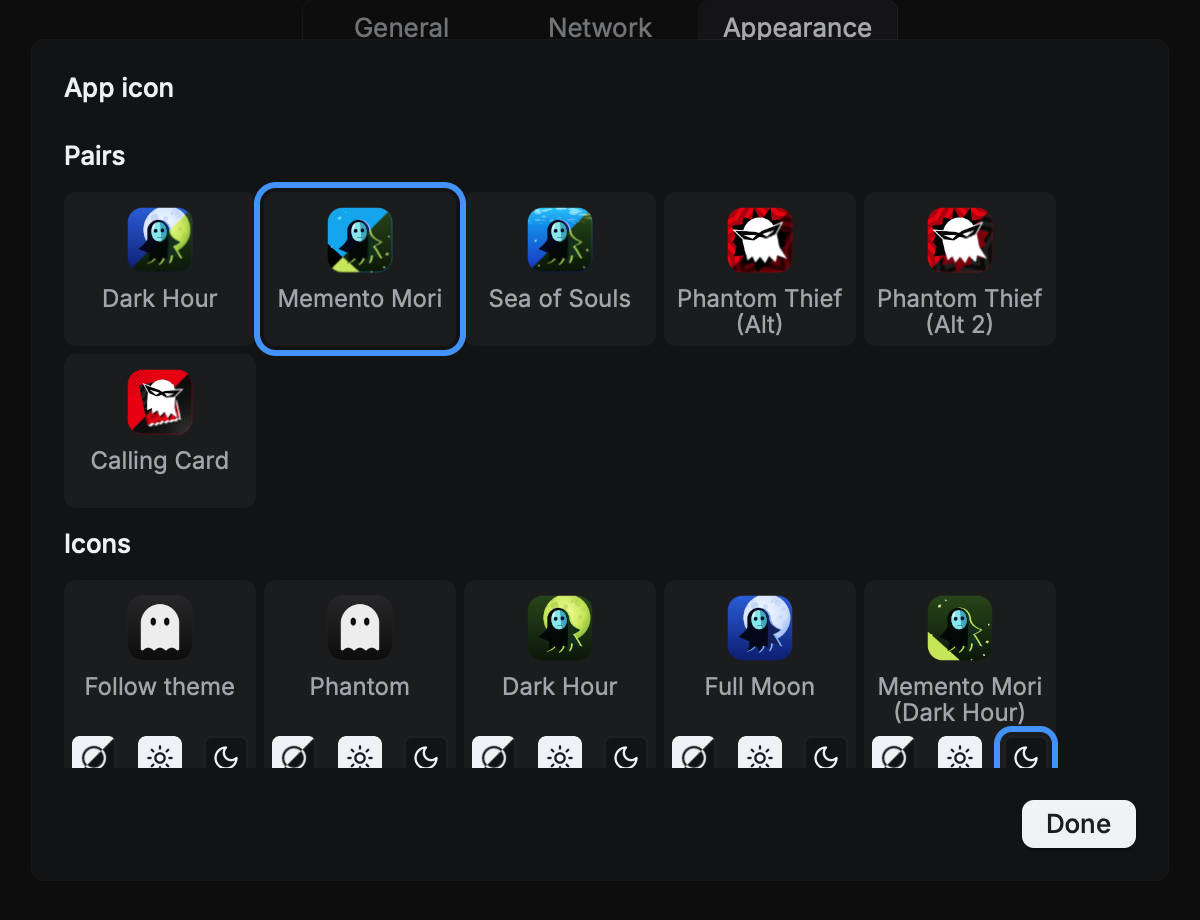 General Network Appearance
App icon
Pairs
Dark Hour
Memento Mori
Sea of Souls
Phantom Thief
(Alt)
Phantom Thief
(Alt 2)
Calling Card
Icons
Follow theme
Phantom
Dark Hour
Full Moon
Memento Mori
(Dark Hour)
Done